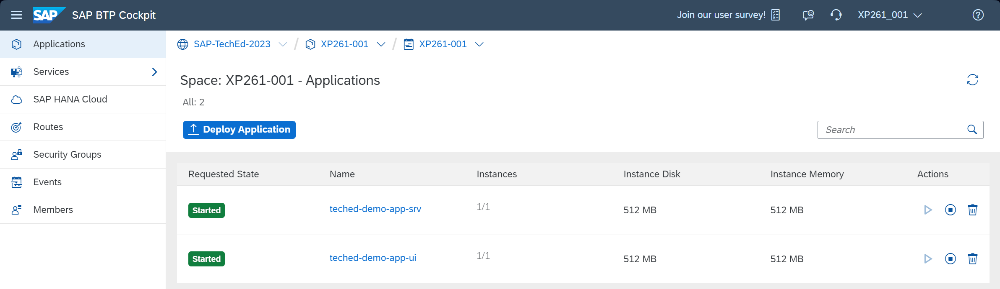 SAP SAP BTP Cockpit Join our user survey! XP261_001
Applications
Services
SAP HANA Cloud
Routes
Security Groups
Events
Members
SAP-TechEd-2023 / XP261-001 / XP261-001
Space: XP261-001 - Applications
All: 2
Deploy Application Search
Requested State Name Instances Instance Disk Instance Memory Actions
Started teched-demo-app-srv 1/1 512 MB 512 MB
Started teched-demo-app-ui 1/1 512 MB 512 MB